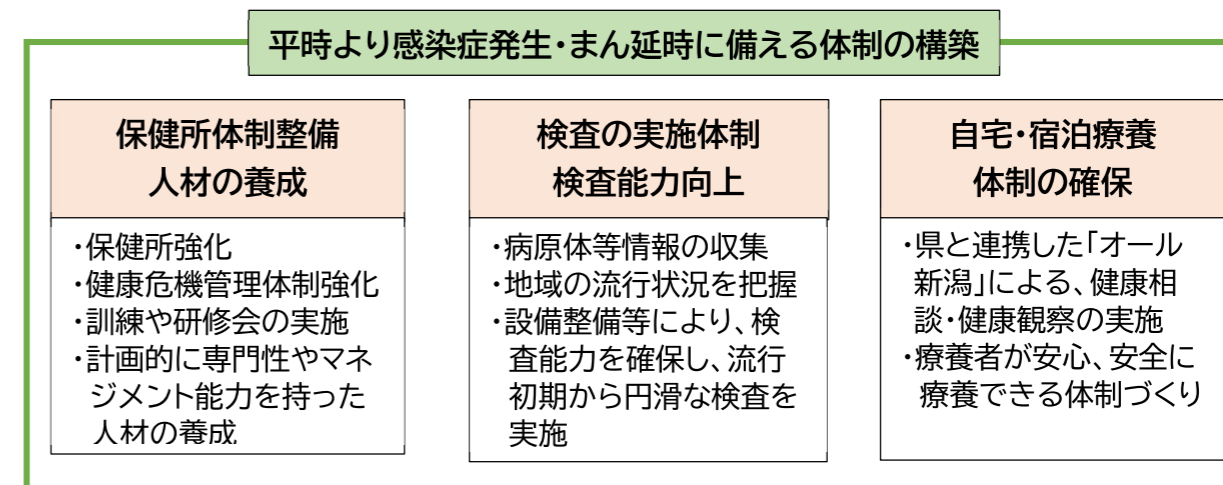 平時より感染症発生・まん延時に備える体制の構築
保健所体制整備
人材の養成
・保健所強化
・健康危機管理体制強化
・訓練や研修会の実施
・計画的に専門性やマネ
ジメント能力を持った
人材の養成
検査の実施体制
検査能力向上
・病原体等情報の収集
・地域の流行状況を把握
・設備整備等により、検
査能力を確保し、流行
初期から円滑な検査を
実施
自宅・宿泊療養
体制の確保
・県と連携した「オール
新潟」による、健康相
談・健康観察の実施
・療養者が安心、安全に
療養できる体制づくり